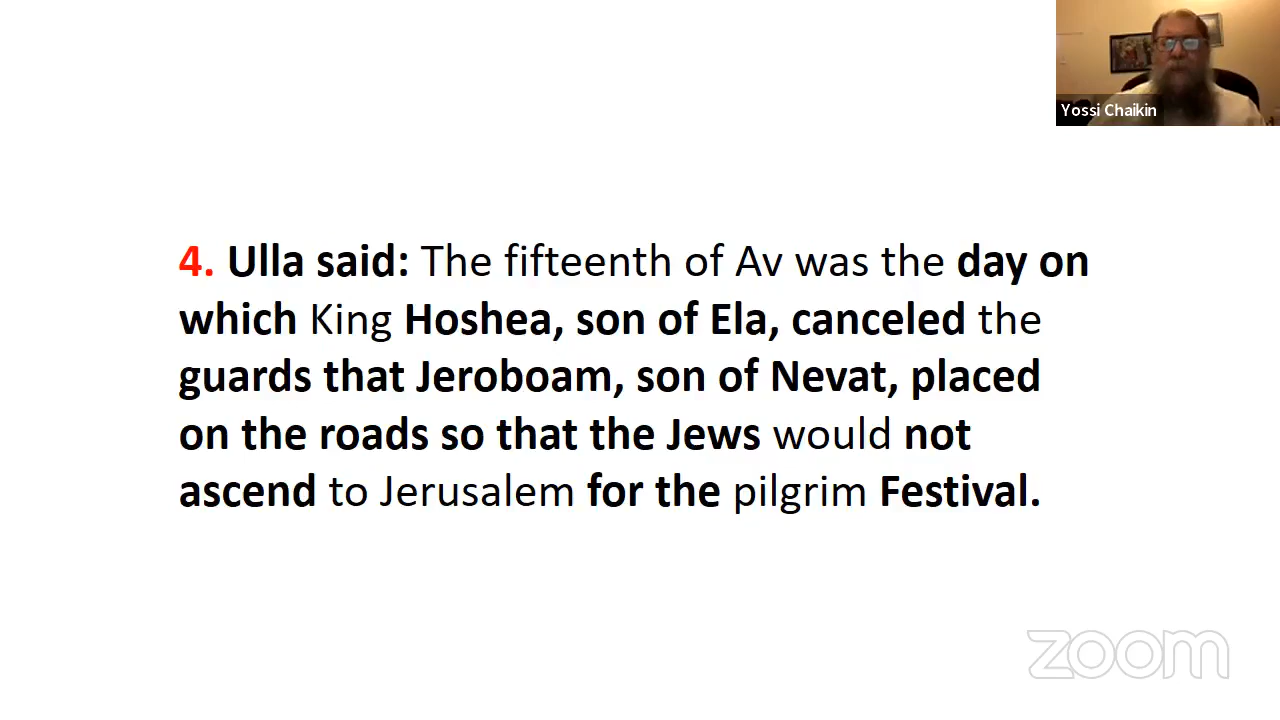 Yossi Chaikin
4. Ulla said: The fifteenth of Av was the day on
which King Hoshea, son of Ela, canceled the
guards that Jeroboam, son of Nevat, placed
on the roads so that the Jews would not
ascend to Jerusalem for the pilgrim Festival.
zoom